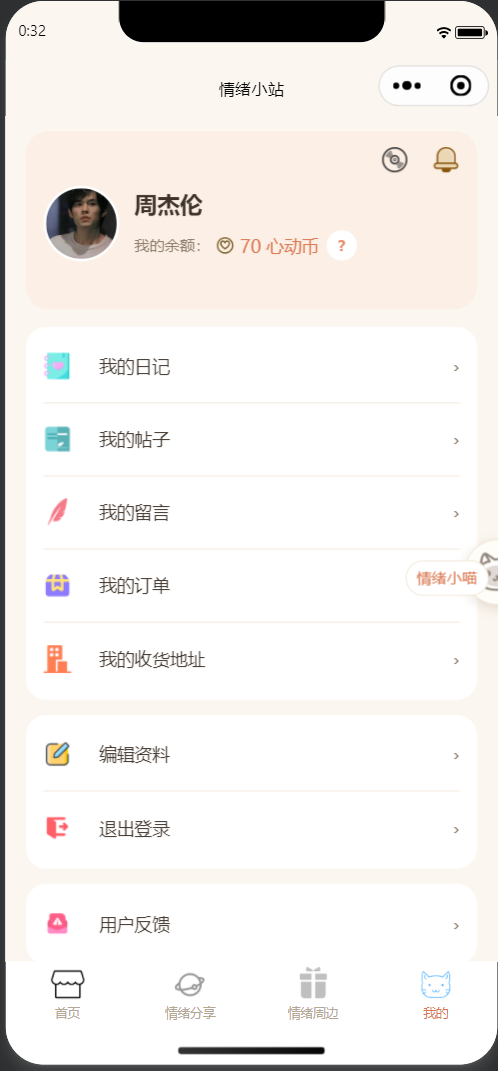 0:32
情绪小站
周杰伦
我的余额： 70 心动币 ?
我的日记
我的帖子
我的留言
我的订单
情绪小喵
我的收货地址
编辑资料
退出登录
用户反馈
首页 情绪分享 情绪周边 我的